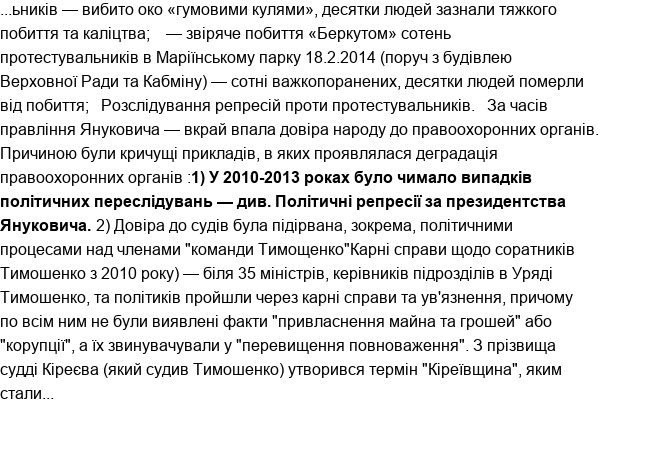 ...ьників — вибито око «гумовими кулями», десятки людей зазнали тяжкого
побиття та каліцтва;    — звіряче побиття «Беркутом» сотень
протестувальників в Маріїнському парку 18.2.2014 (поруч з будівлею
Верховної Ради та Кабміну) — сотні важкопоранених, десятки людей померли
від побиття;   Розслідування репресій проти протестувальників.   За часів
правління Януковича — вкрай впала довіра народу до правоохоронних органів.
Причиною були кричущі прикладів, в яких проявлялася деградація
правоохоронних органів :1) У 2010-2013 роках було чимало випадків
політичних переслідувань — див. Політичні репресії за президентства
Януковича. 2) Довіра до судів була підірвана, зокрема, політичними
процесами над членами "команди Тимощенко"Карні справи щодо соратників
Тимошенко з 2010 року) — біля 35 міністрів, керівників підрозділів в Уряді
Тимошенко, та політиків пройшли через карні справи та ув'язнення, причому
по всім ним не були виявлені факти "привласнення майна та грошей" або
"корупції", а їх звинувачували у "перевищення повноваження". З прізвища
судді Кіреєва (який судив Тимошенко) утворився термін "Кіреївщина", яким
стали...